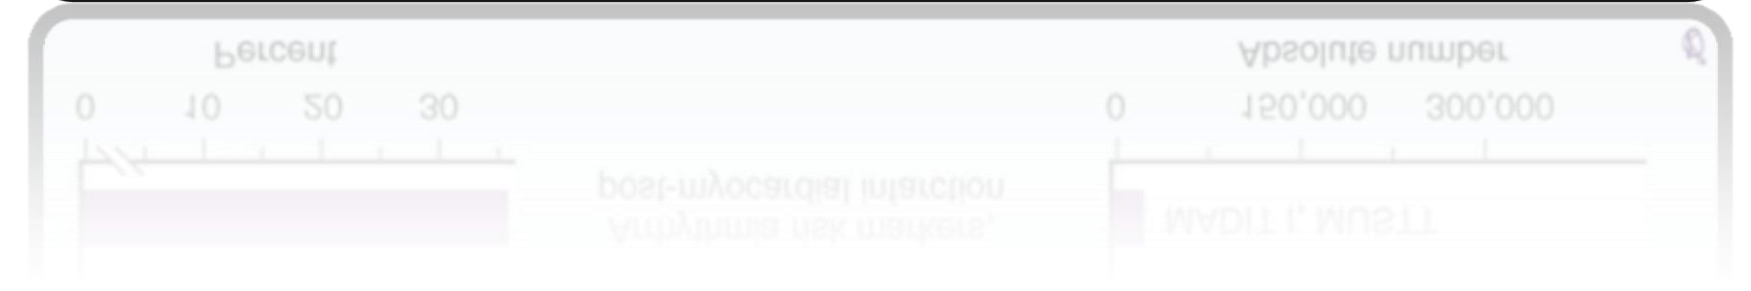 Arrhythmia risk markers,
post-myocardial infarction
MADIT I, MUSTT
0 10 20 30
0 150,000 300,000
Percent
Absolute number